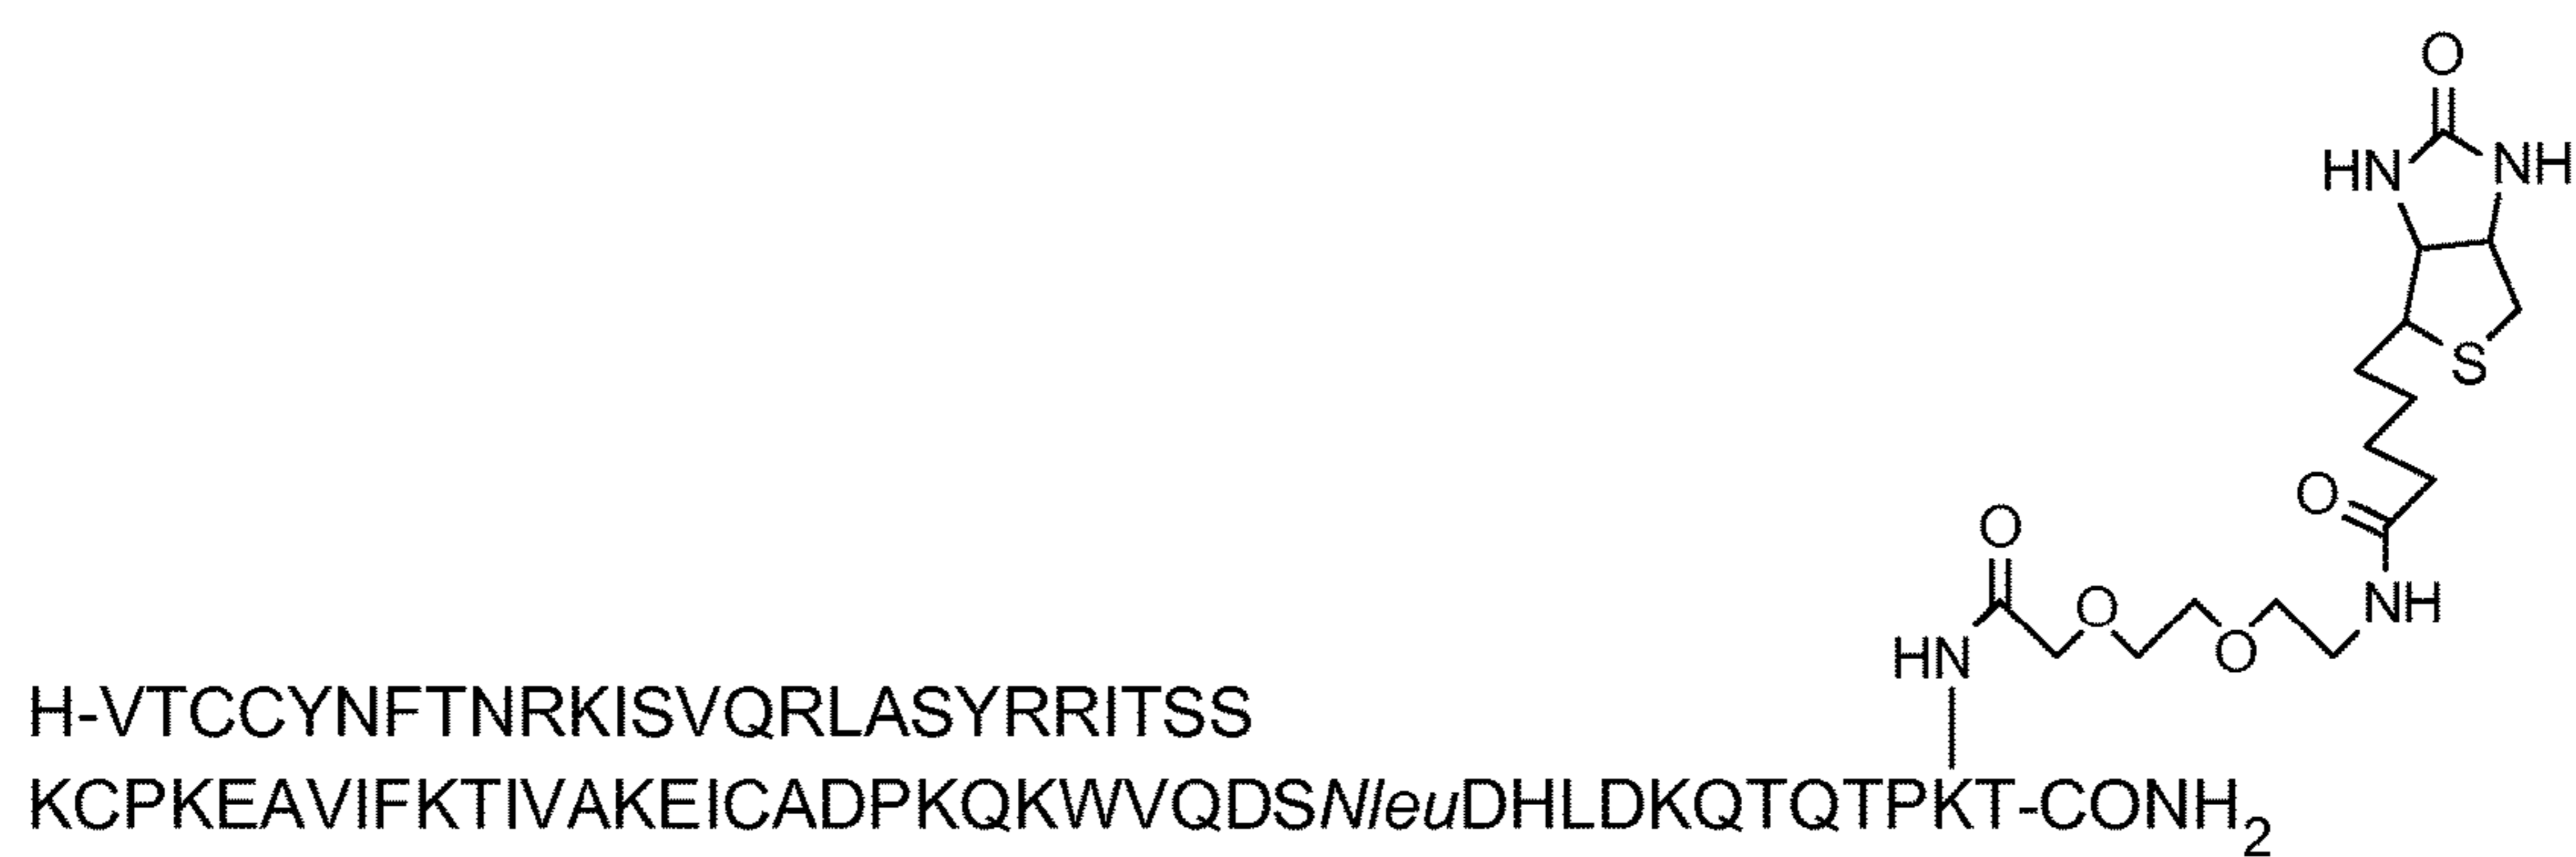 O
HN NH
S
O
O
NH
O
O
HN
H-VTCCYNFTNRKISVQRLASYRRITSS
KCPKEAVIFKTIVAKEICADPKQKWVQDSNleuDHLDKQTQTPKT-CONH2